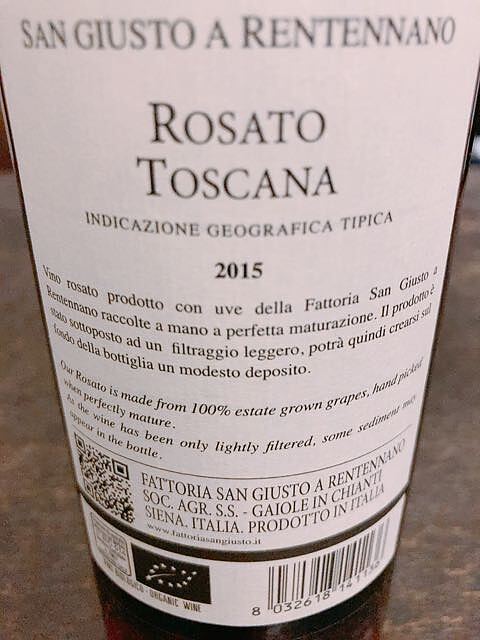 SAN GIUSTO A RENTENNANO
ROSATO
TOSCANA
INDICAZIONE GEOGRAFICA TIPICA
2015
Vino rosato prodotto con uve della Fattoria San Giusto a
Rentennano raccolte a mano a perfetta maturazione. Il prodotto è
stato sottoposto ad un filtraggio leggero, potrà quindi crearsi sul
fondo della bottiglia un modesto deposito.
Our Rosato is made from 100% estate grown grapes, hand picked
when perfectly mature.
As the wine has been only lightly filtered, some sediment may
appear in the bottle.
FATTORIA SAN GIUSTO A RENTENNANO
SOC. AGR. S.S. - GAIOLE IN CHIANTI
SIENA. ITALIA. PRODOTTO IN ITALIA
www.fattoriasangiusto.it
VINO BIOLOGICO - ORGANIC WINE
8 032618